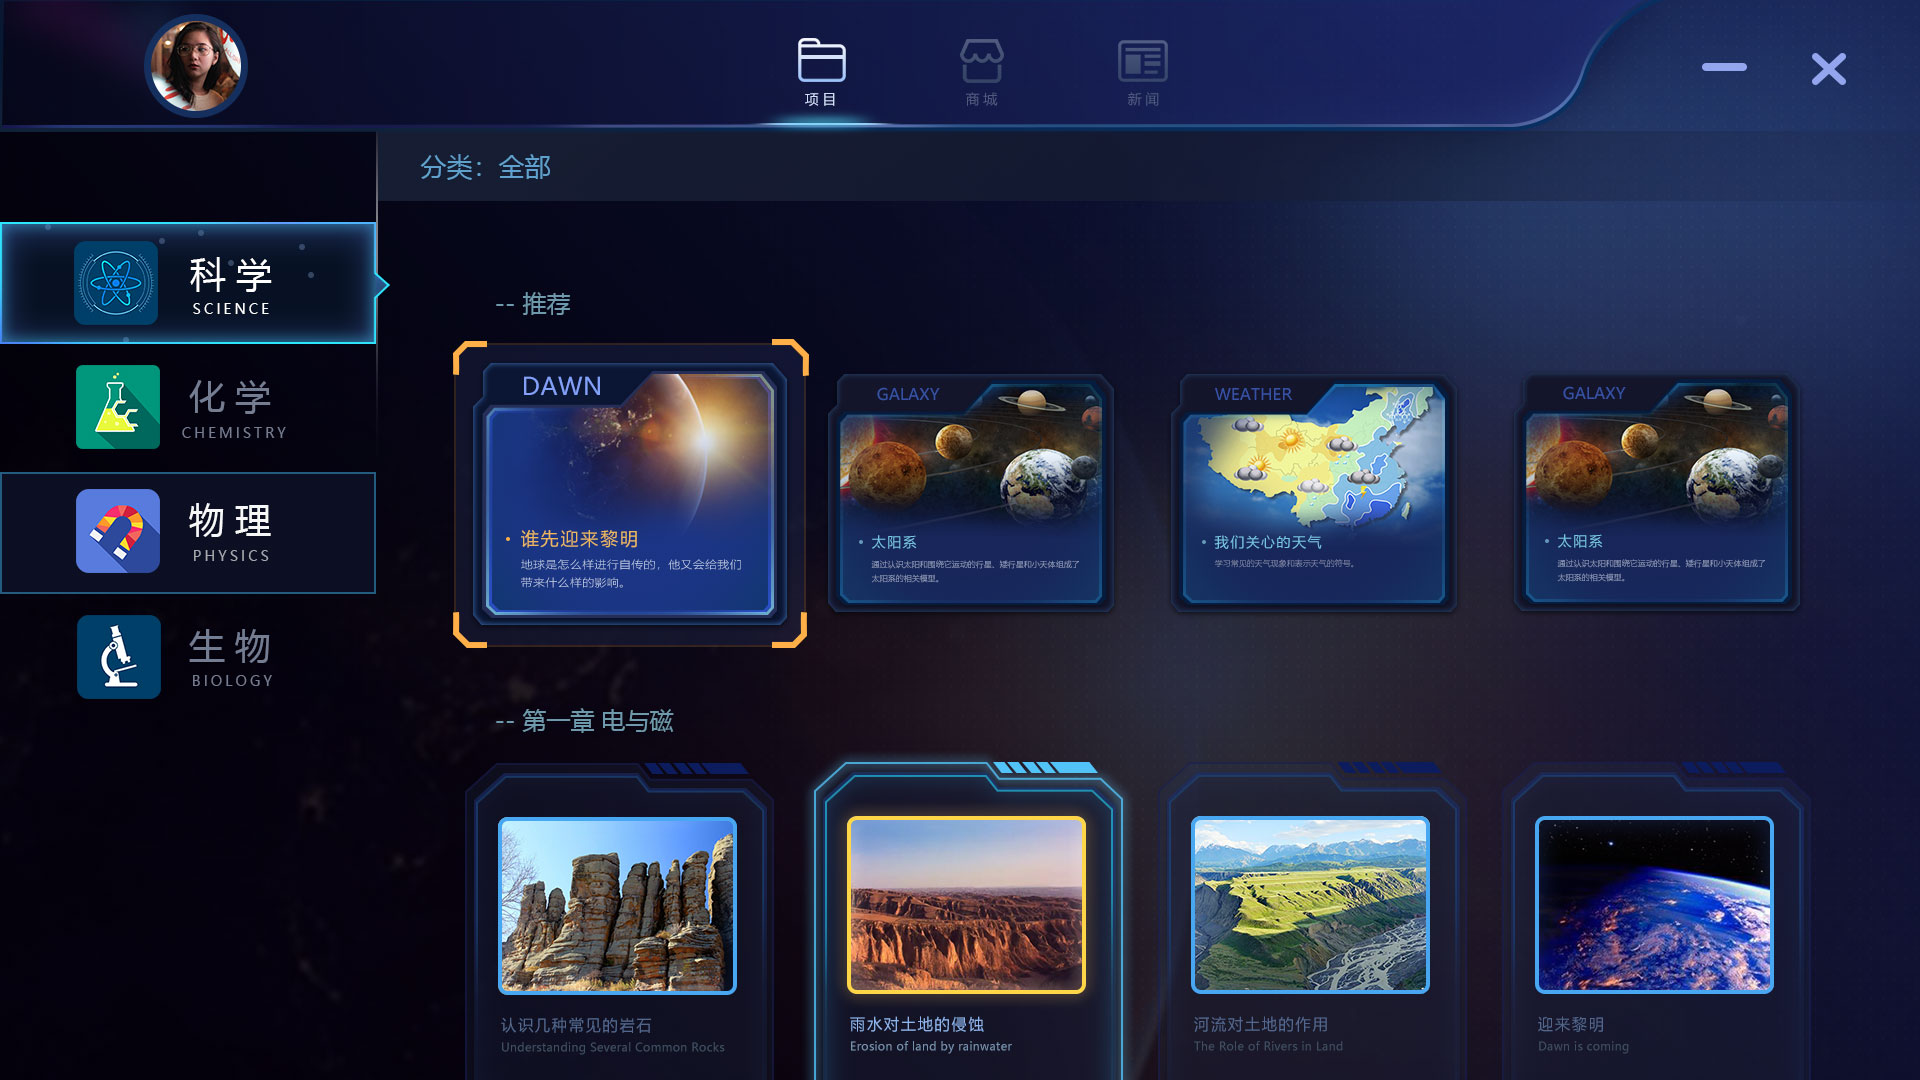 项目
商城
新闻
分类：全部
科学
SCIENCE
化学
CHEMISTRY
物理
PHYSICS
生物
BIOLOGY
-- 推荐
DAWN
谁先迎来黎明
地球是怎么样进行自传的，他又会给我们
带来什么样的影响。
GALAXY
太阳系
通过认识太阳和围绕它运动的行星、矮行星和小天体组成了
太阳系的相关模型。
WEATHER
我们关心的天气
学习常见的天气现象和表示天气的符号。
GALAXY
太阳系
通过认识太阳和围绕它运动的行星、矮行星和小天体组成了
太阳系的相关模型。
-- 第一章 电与磁
认识几种常见的岩石
Understanding Several Common Rocks
雨水对土地的侵蚀
Erosion of land by rainwater
河流对土地的作用
The Role of Rivers in Land
迎来黎明
Dawn is coming